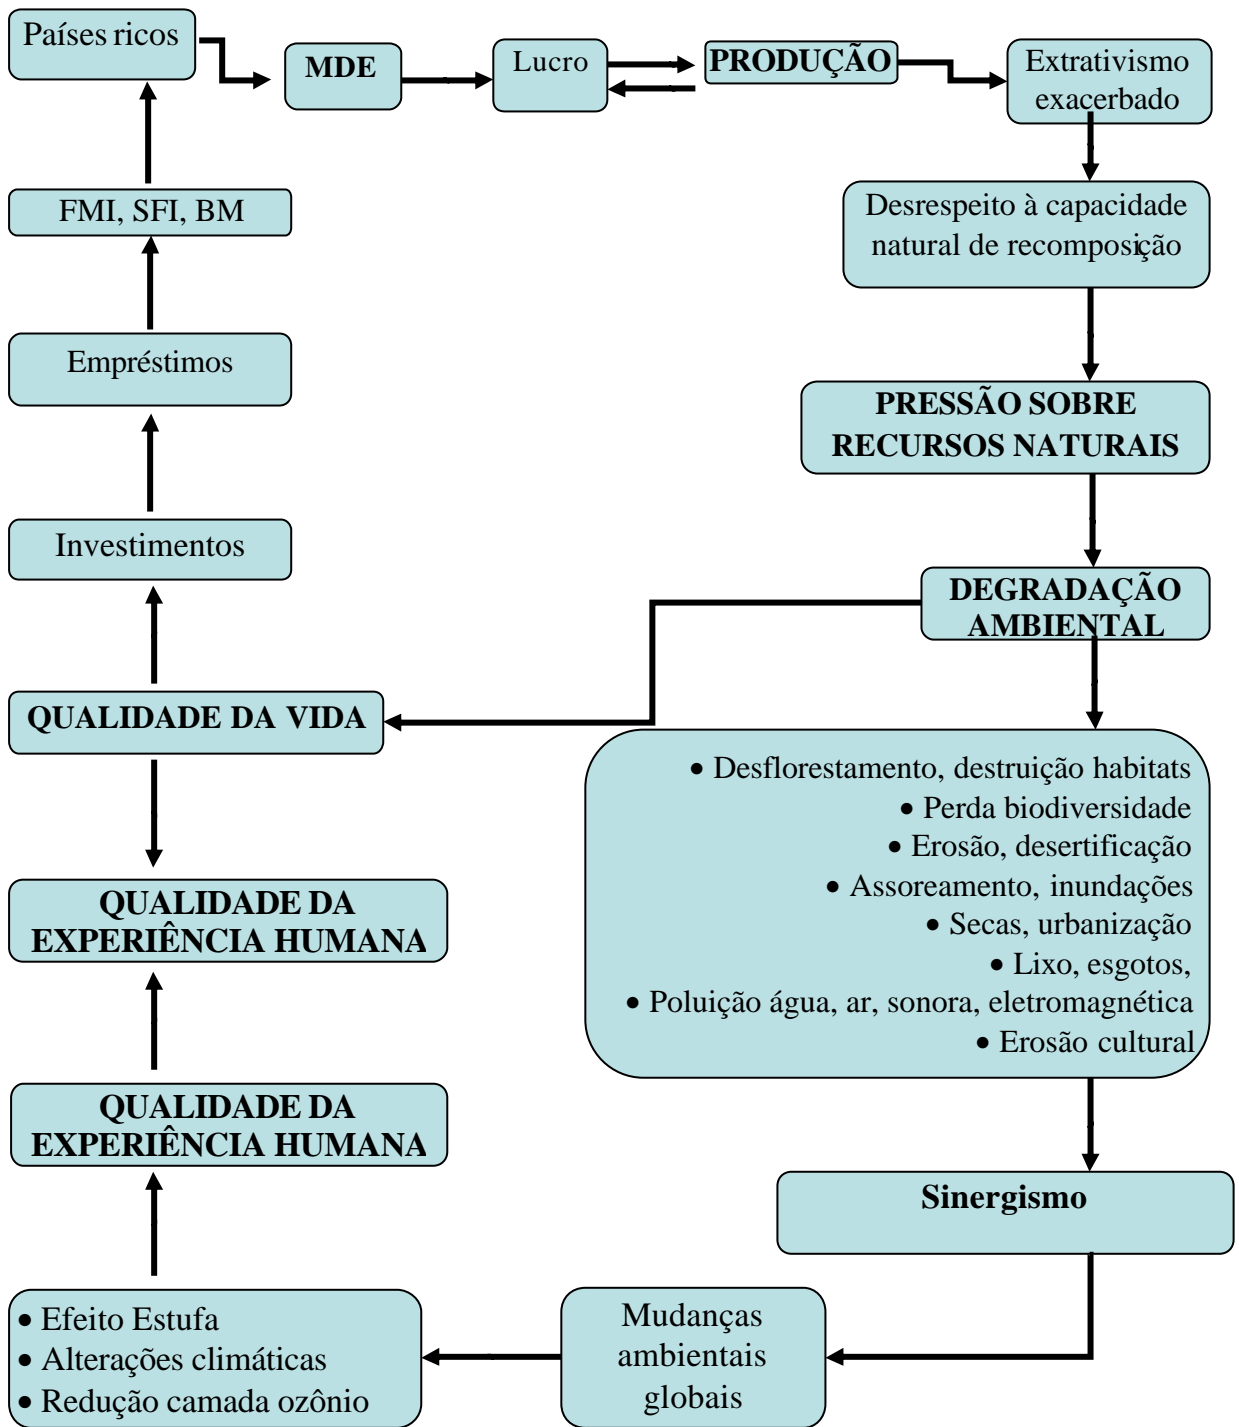 Países ricos
MDE
Lucro
PRODUÇÃO
Extrativismo
exacerbado
FMI, SFI, BM
Desrespeito à capacidade
natural de recomposição
Empréstimos
PRESSÃO SOBRE
RECURSOS NATURAIS
Investimentos
DEGRADAÇÃO
AMBIENTAL
QUALIDADE DA VIDA
• Desflorestamento, destruição habitats
• Perda biodiversidade
• Erosão, desertificação
• Assoreamento, inundações
• Secas, urbanização
• Lixo, esgotos,
• Poluição água, ar, sonora, eletromagnética
• Erosão cultural
QUALIDADE DA
EXPERIÊNCIA HUMANA
QUALIDADE DA
EXPERIÊNCIA HUMANA
Sinergismo
Mudanças
ambientais
globais
• Efeito Estufa
• Alterações climáticas
• Redução camada ozônio